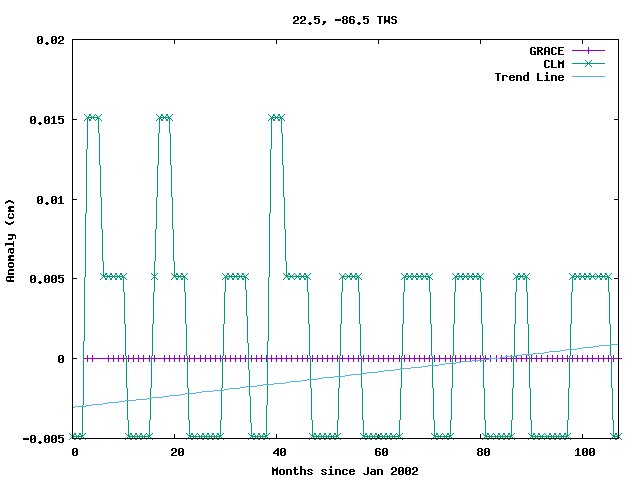 22.5, -86.5 TWS
GRACE
CLM
Trend Line
0.02
0.015
0.01
0.005
0
-0.005
Anomaly (cm)
0 20 40 60 80 100
Months since Jan 2002